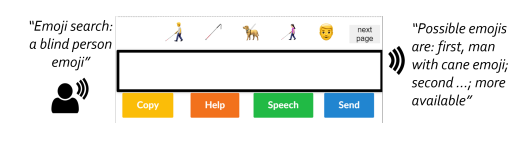 “Emoji search:
a blind person
emoji”
next
page
Copy
Help
Speech
Send
“Possible emojis
are: first, man
with cane emoji;
second ...; more
available”